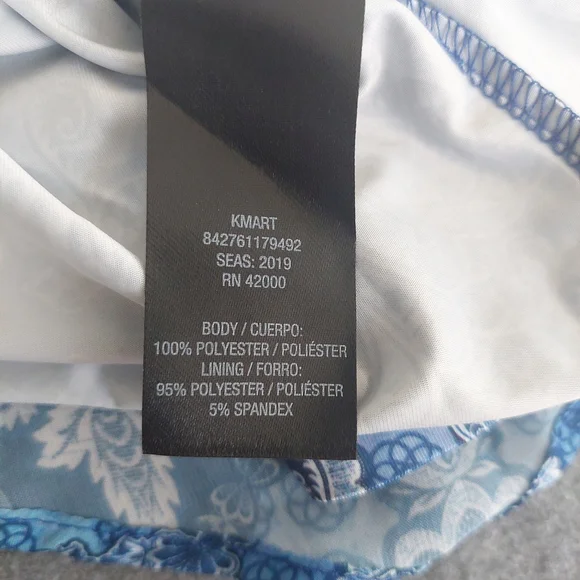 KMART
842761179492
SEAS: 2019
RN 42000
BODY / CUERPO:
100% POLYESTER / POLIÉSTER
LINING / FORRO:
95% POLYESTER / POLIÉSTER
5% SPANDEX